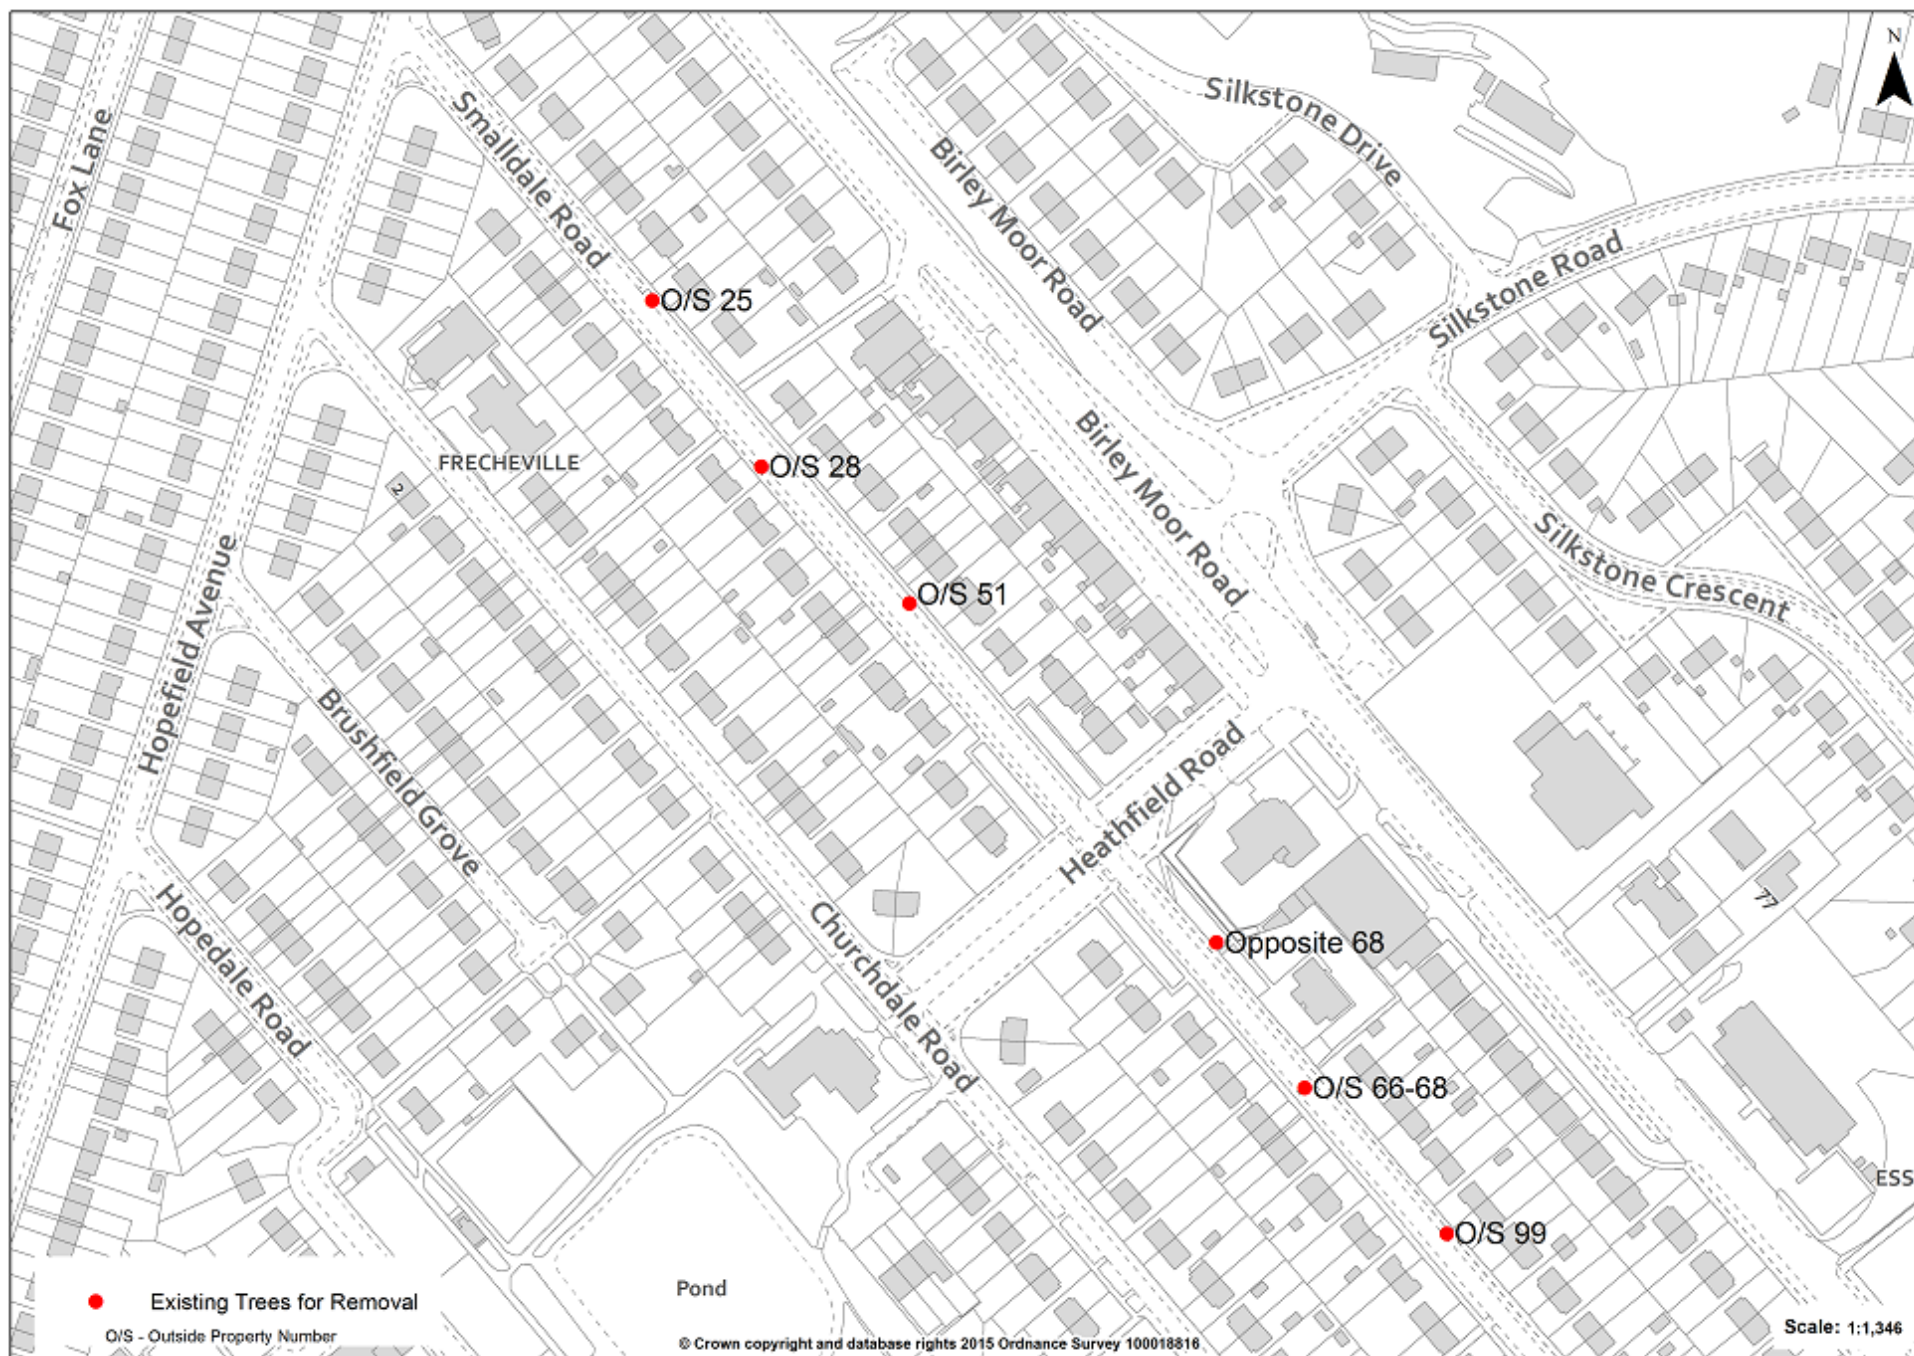 N
Silkstone Drive
Fox Lane
Smalldale Road
Birley Moor Road
Silkstone Road
O/S 25
Birley Moor Road
FRECHEVILLE
O/S 28
2
Silkstone Crescent
O/S 51
Hopefield Avenue
Brushfield Grove
Heathfield Road
77
Hopedale Road
Churchdale Road
Opposite 68
O/S 66-68
ESS
O/S 99
Pond
Existing Trees for Removal
O/S - Outside Property Number
© Crown copyright and database rights 2015 Ordnance Survey 100018816
Scale: 1:1,346